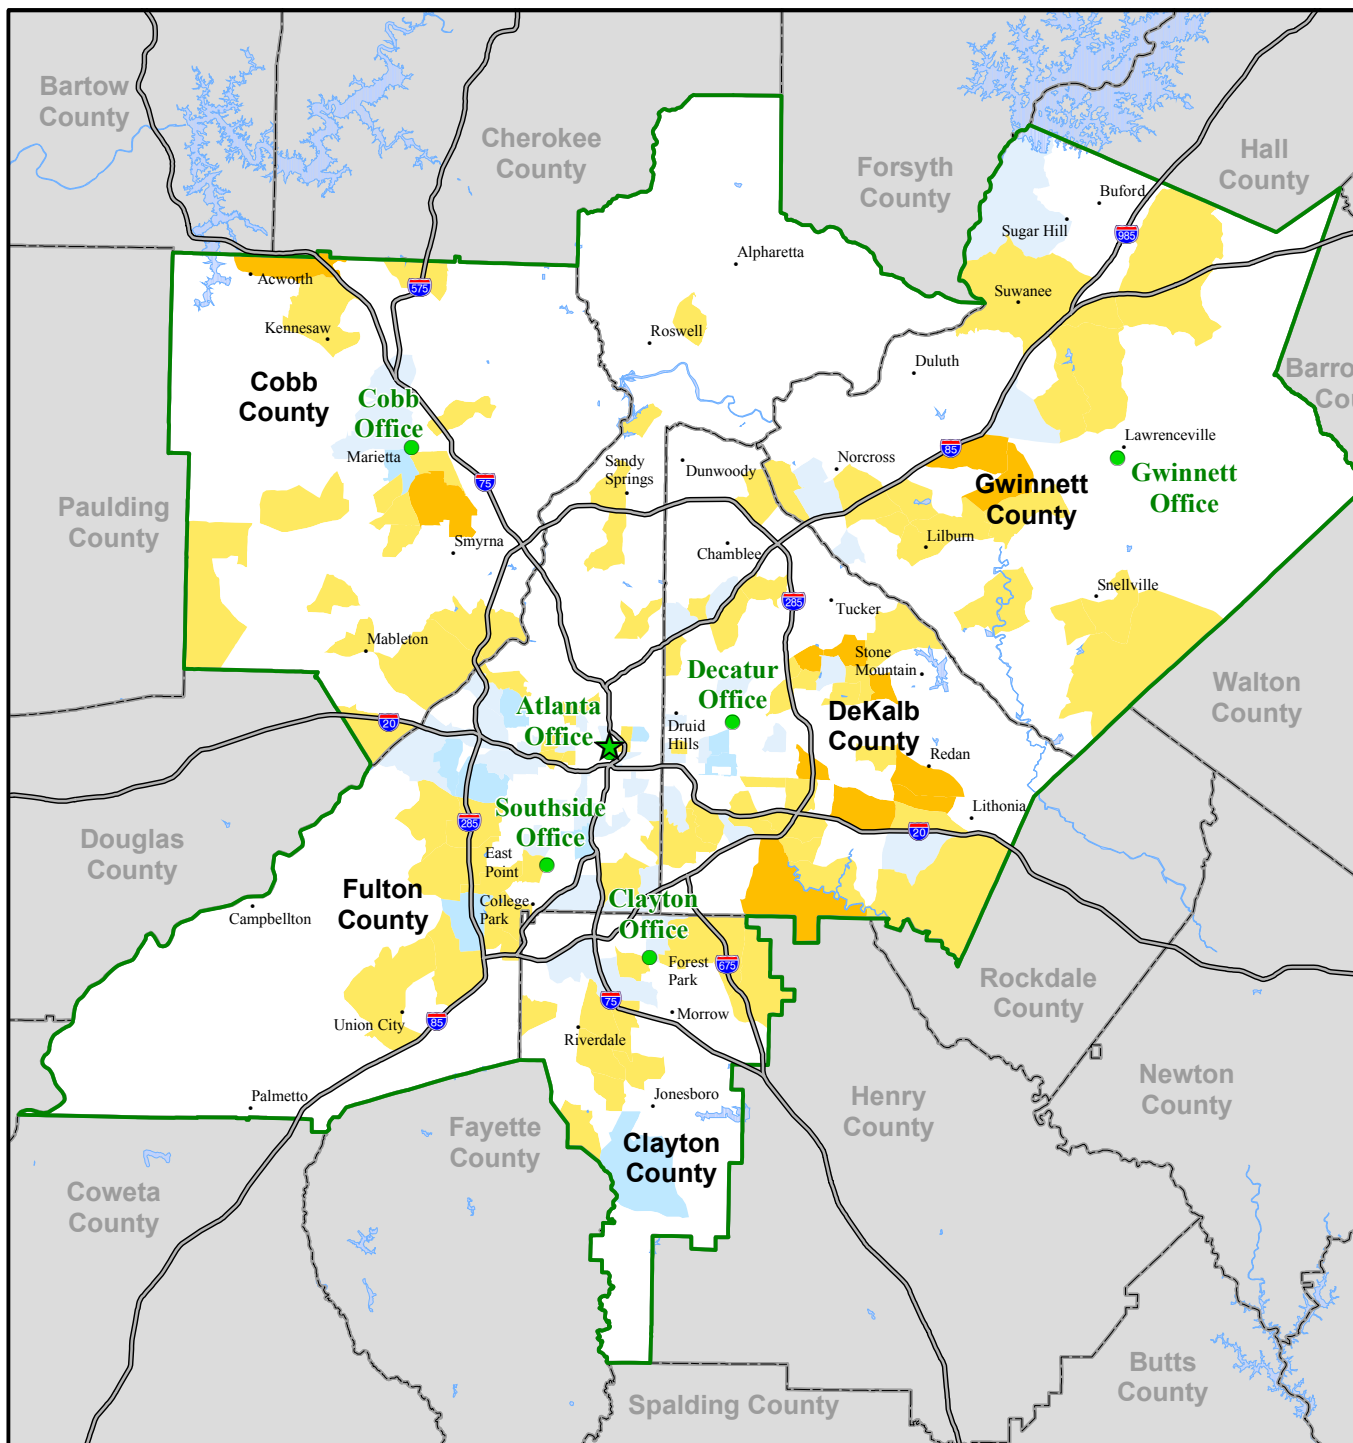 Bartow
County
Cherokee
County
Forsyth
County
Hall
County
Buford
Sugar Hill
985
Alpharetta
Acworth
575
Suwanee
Kennesaw
Roswell
Duluth
Barro
Cou
Cobb
County
Cobb
Office
Lawrenceville
85
Marietta
Sandy
Springs
Dunwoody
Norcross
Gwinnett
County
Gwinnett
Office
75
Paulding
County
Smyrna
Chamblee
Lilburn
Snellville
285
Tucker
Mableton
Stone
Mountain
Decatur
Office
Walton
County
Atlanta
Office
Druid
Hills
DeKalb
County
20
Redan
Southside
Office
Lithonia
285
20
Douglas
County
East
Point
Fulton
County
College
Park
Clayton
Office
Campbellton
Forest
Park
675
Rockdale
County
75
Union City
85
Morrow
Riverdale
Newton
County
Palmetto
Jonesboro
Henry
County
Fayette
County
Clayton
County
Coweta
County
Butts
County
Spalding County